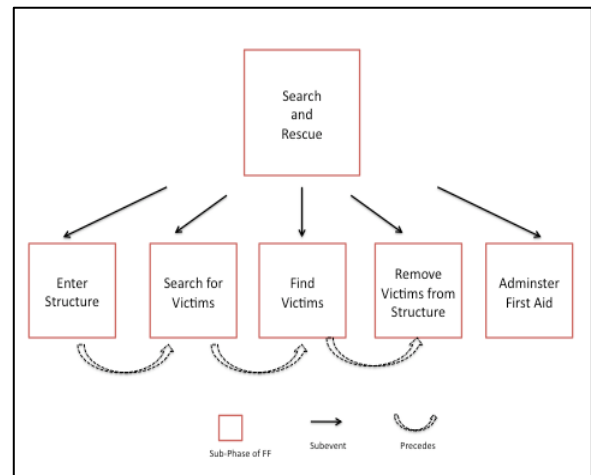 Search
and
Rescue
Enter
Structure
Search for
Victims
Find
Victims
Remove
Victims from
Structure
Adminster
First Aid
Sub-Phase of FF
Subevent
Precedes